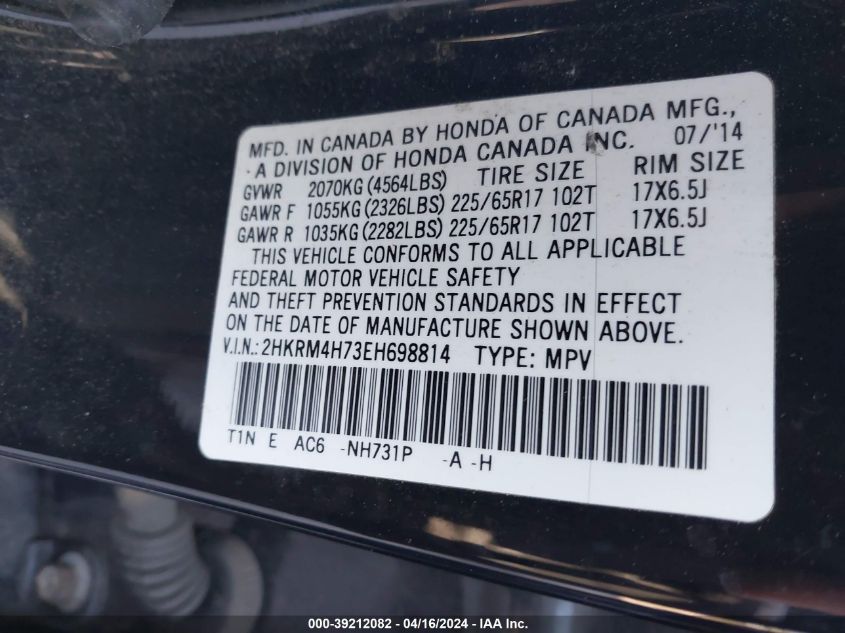 MFD. IN CANADA BY HONDA OF CANADA MFG.,
A DIVISION OF HONDA CANADA INC. 07/'14
GVWR 2070KG (4564LBS) TIRE SIZE RIM SIZE
GAWR F 1055KG (2326LBS) 225/65R17 102T 17X6.5J
GAWR R 1035KG (2282LBS) 225/65R17 102T 17X6.5J
THIS VEHICLE CONFORMS TO ALL APPLICABLE
FEDERAL MOTOR VEHICLE SAFETY
AND THEFT PREVENTION STANDARDS IN EFFECT
ON THE DATE OF MANUFACTURE SHOWN ABOVE.
V.I.N.: 2HKRM4H73EH698814 TYPE: MPV
T1N E AC6 -NH731P -A -H
000-39212082 - 04/16/2024 - IAA Inc.